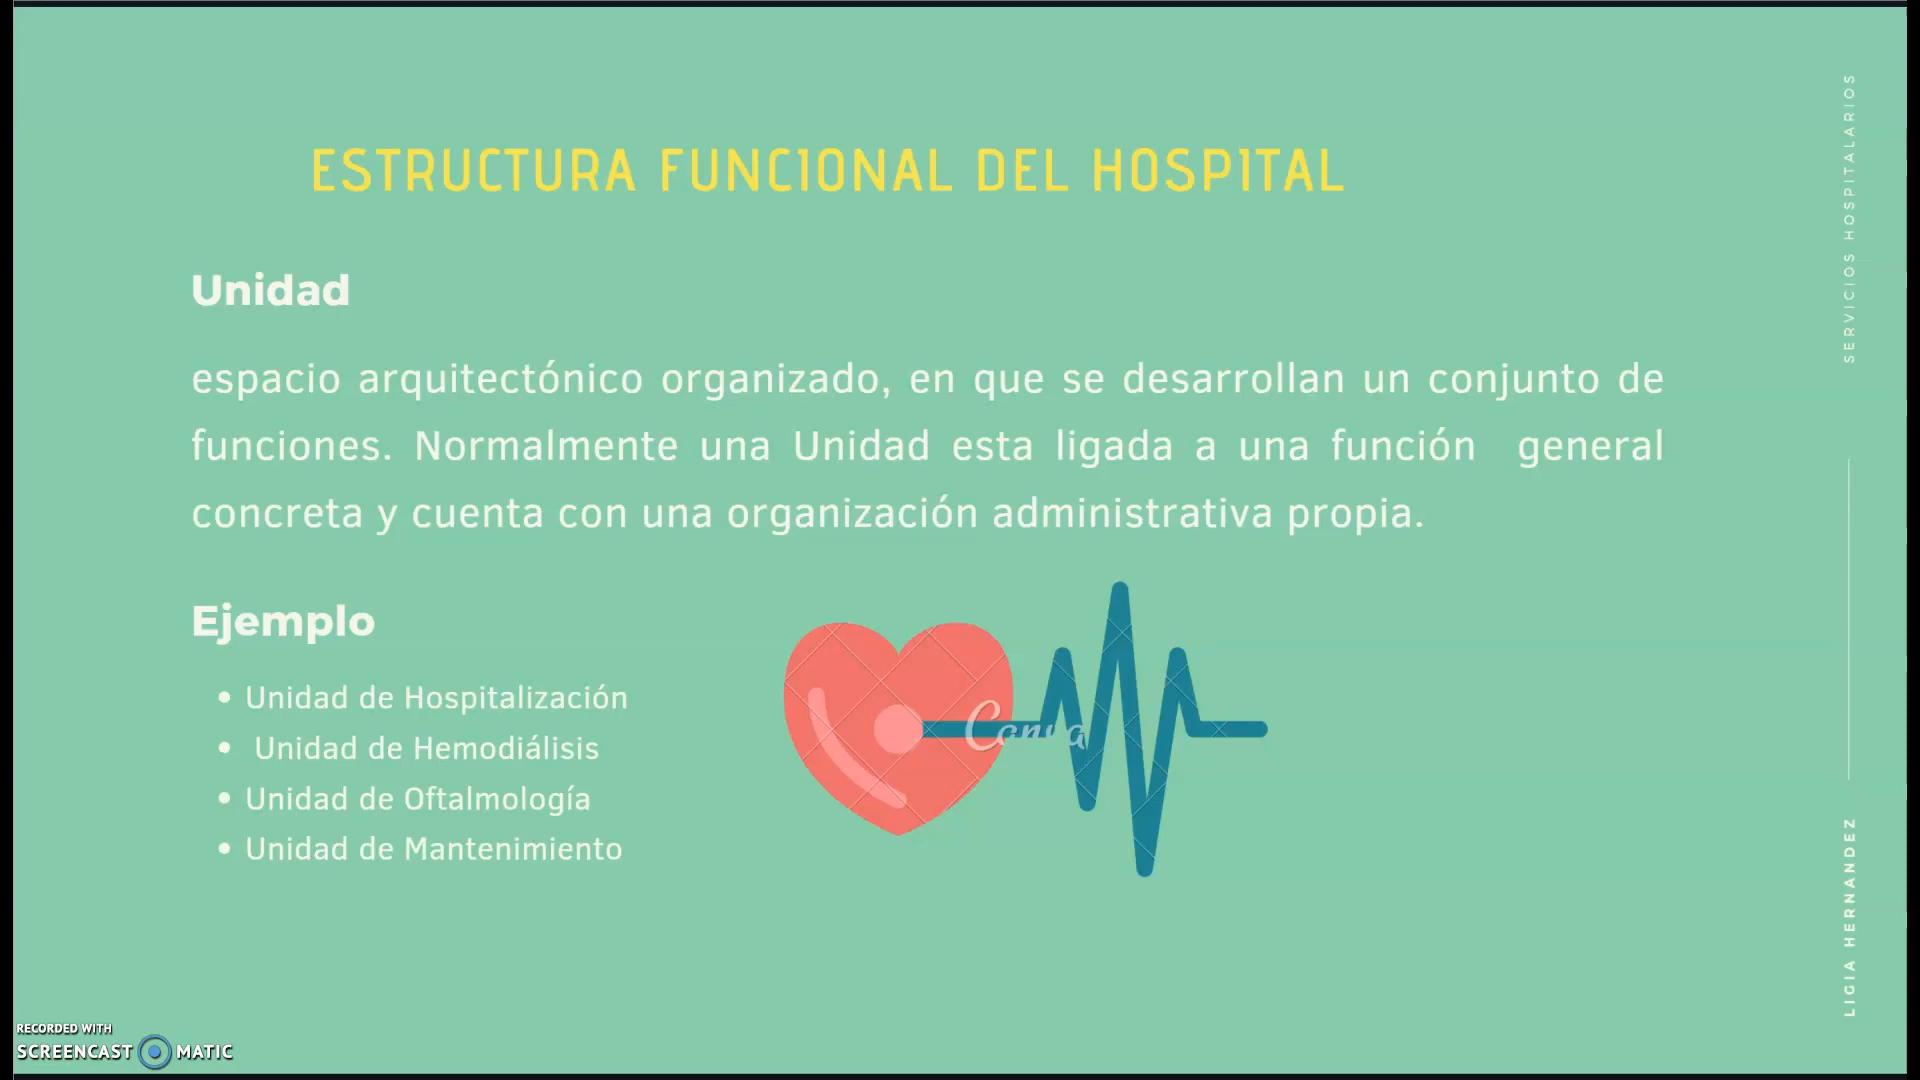 ESTRUCTURA FUNCIONAL DEL HOSPITAL
Unidad
espacio arquitectónico organizado, en que se desarrollan un conjunto de
funciones. Normalmente una Unidad esta ligada a una función general
concreta y cuenta con una organización administrativa propia.
Ejemplo
Unidad de Hospitalización
Unidad de Hemodiálisis
Unidad de Oftalmología
Unidad de Mantenimiento
Canva
SERVICIOS HOSPITALARIOS
LIGIA HERNANDEZ
RECORDED WITH
SCREENCAST MATIC